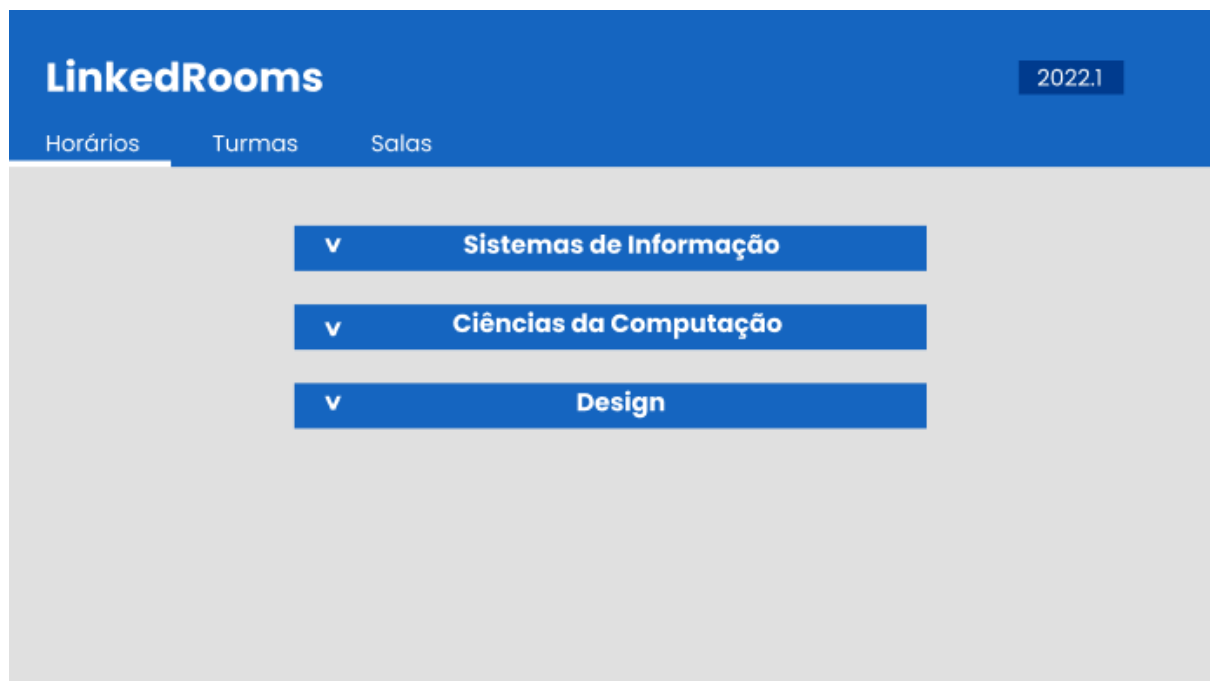 LinkedRooms
2022.1
Horários Turmas Salas
v Sistemas de Informação
v Ciências da Computação
v Design